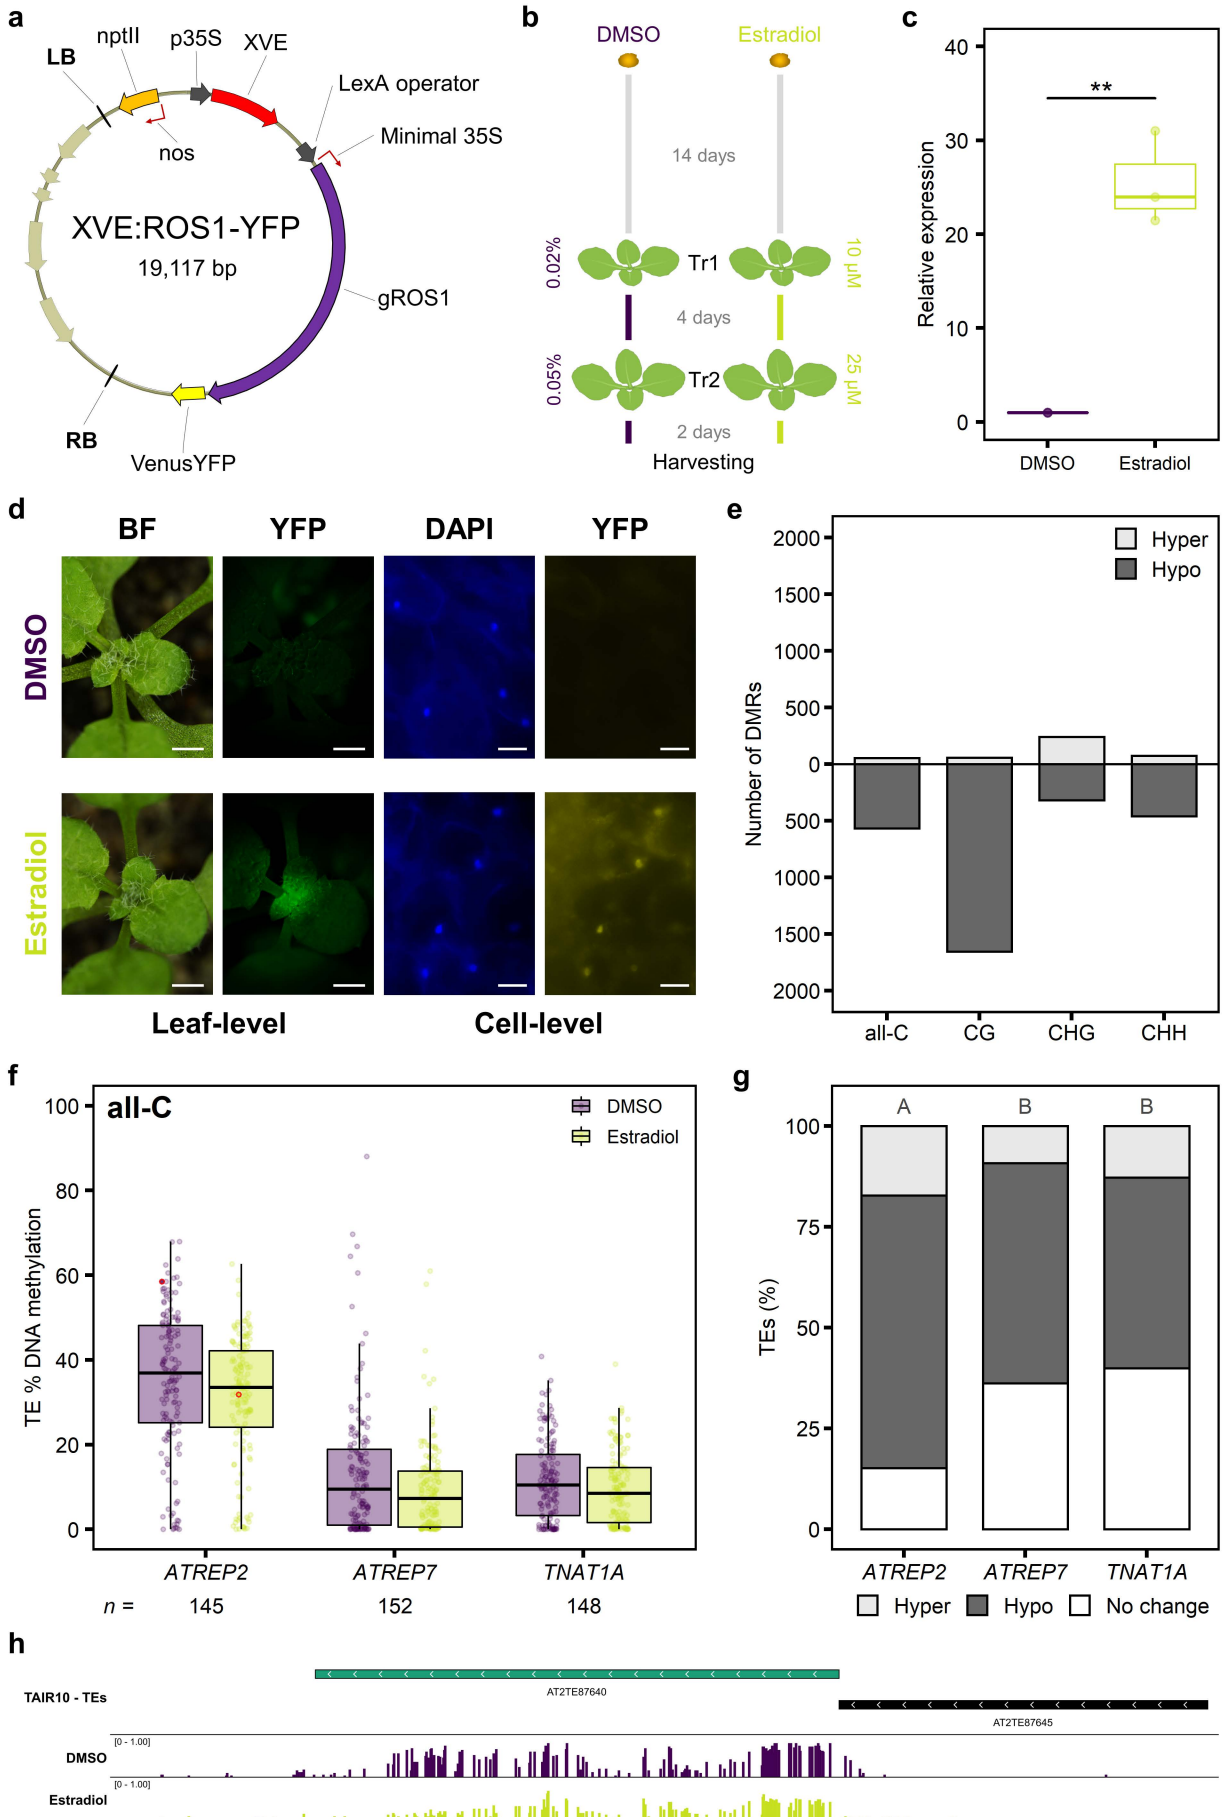 a
nptII
p35S
XVE
LB
LexA operator
Minimal 35S
nos
XVE:ROS1-YFP
19,117 bp
gROS1
RB
VenusYFP
b
DMSO
Estradiol
14 days
0.02%
Tr1
10 µM
4 days
0.05%
Tr2
25 µM
2 days
Harvesting
c
Relative expression
40
30
20
10
0
**
DMSO
Estradiol
d
BF
YFP
DAPI
YFP
DMSO
Estradiol
Leaf-level
Cell-level
e
Number of DMRs
2000
1500
1000
500
0
500
1000
1500
2000
Hyper
Hypo
all-C
CG
CHG
CHH
f
all-C
TE % DNA methylation
100
80
60
40
20
0
DMSO
Estradiol
ATREP2
ATREP7
TNAT1A
n =
145
152
148
g
TEs (%)
100
75
50
25
0
A
B
B
ATREP2
ATREP7
TNAT1A
Hyper
Hypo
No change
h
TAIR10 - TEs
AT2TE87640
AT2TE87645
[0 - 1.00]
DMSO
[0 - 1.00]
Estradiol